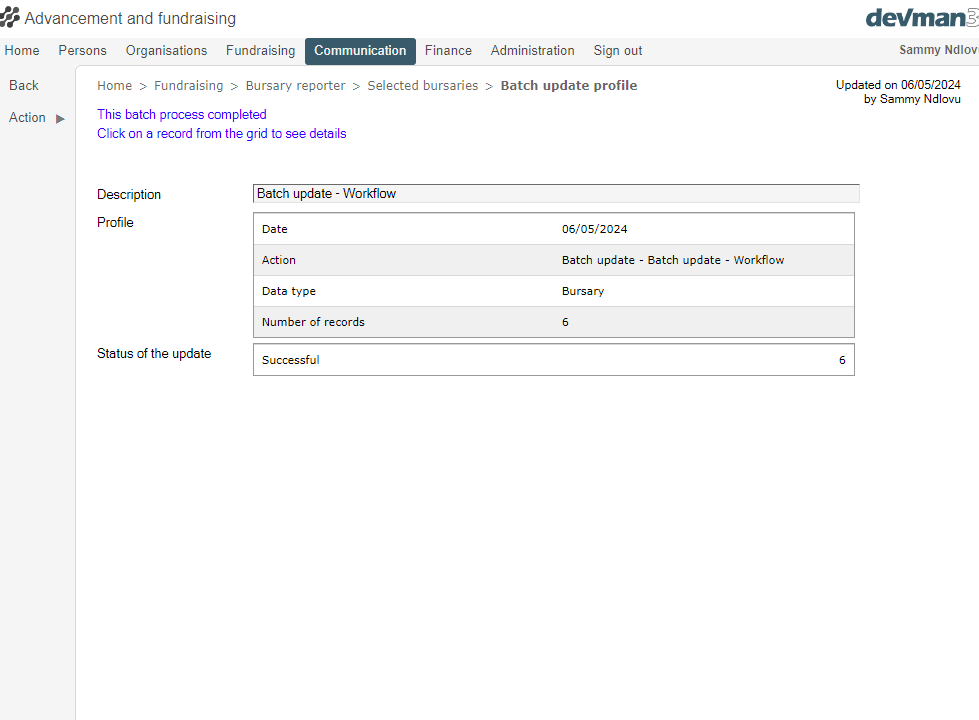 Advancement and fundraising
devman3
Home Persons Organisations Fundraising Communication Finance Administration Sign out
Sammy
Back
Home > Fundraising > Bursary reporter > Selected bursaries > Batch update profile
Updated on 06/05/2024
by Sammy Ndlovu
Action ▶
This batch process completed
Click on a record from the grid to see details
Description
Batch update - Workflow
Profile
Date 06/05/2024
Action Batch update - Batch update - Workflow
Data type Bursary
Number of records 6
Status of the update
Successful 6